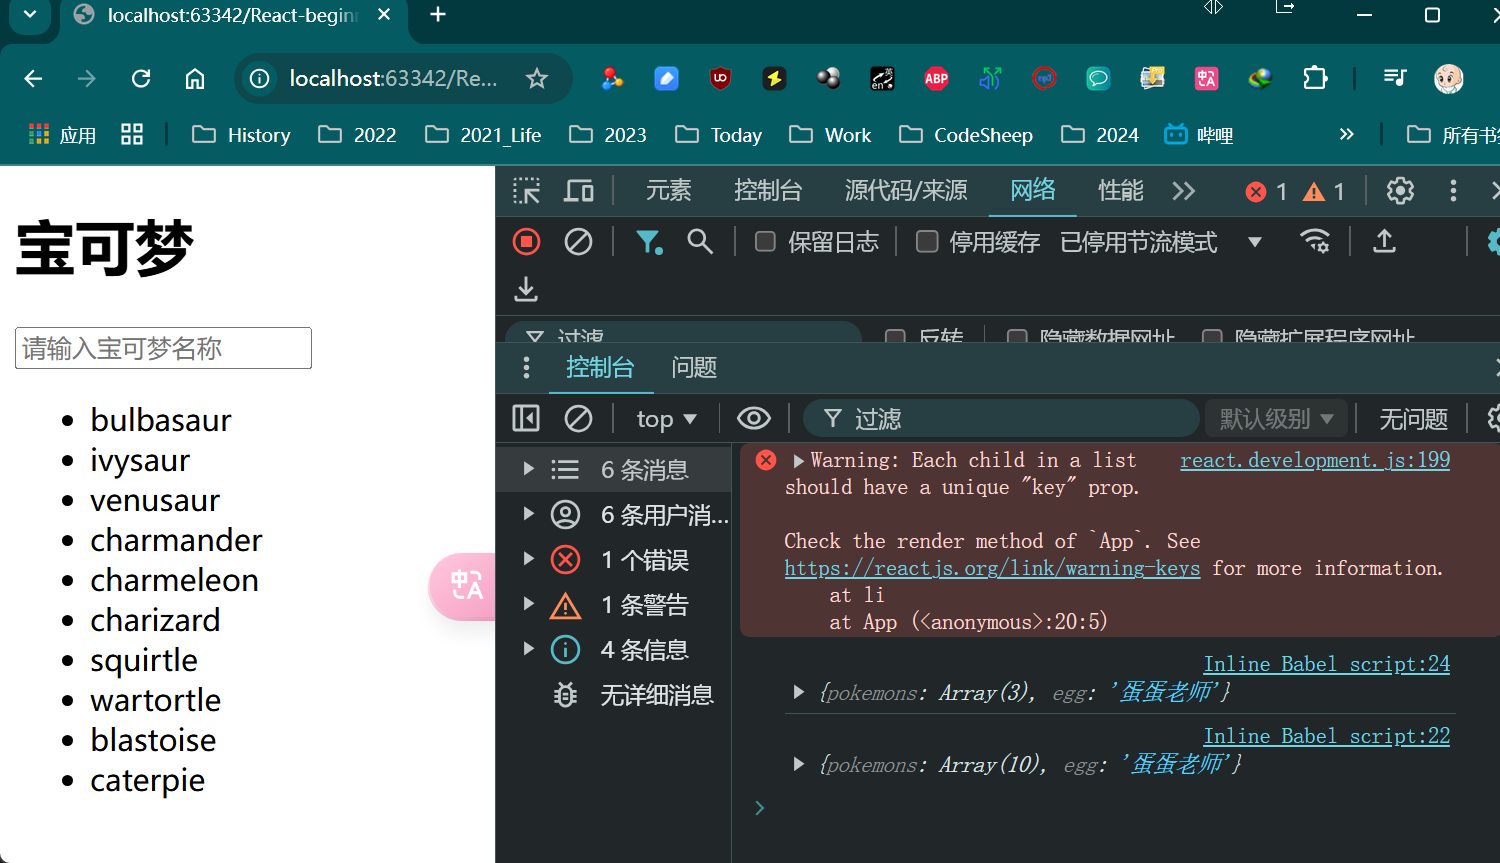 localhost:63342/React-begin
localhost:63342/Re...
应用
History
2022
2021_Life
2023
Today
Work
CodeSheep
2024
哔哩
所有书签
元素
控制台
源代码/来源
网络
性能
1
1
保留日志
停用缓存
已停用节流模式
过滤
反转
隐藏数据网址
隐藏扩展程序网址
控制台
问题
top
过滤
默认级别
无问题
宝可梦
请输入宝可梦名称
bulbasaur
ivysaur
venusaur
charmander
charmeleon
charizard
squirtle
wartortle
blastoise
caterpie
6 条消息
6 条用户消...
1 个错误
1 条警告
4 条信息
无详细消息
Warning: Each child in a list react.development.js:199
should have a unique "key" prop.
Check the render method of `App`. See
https://reactjs.org/link/warning-keys for more information.
at li
at App (<anonymous>:20:5)
Inline Babel script:24
{pokemons: Array(3), egg: '蛋蛋老师'}
Inline Babel script:22
{pokemons: Array(10), egg: '蛋蛋老师'}